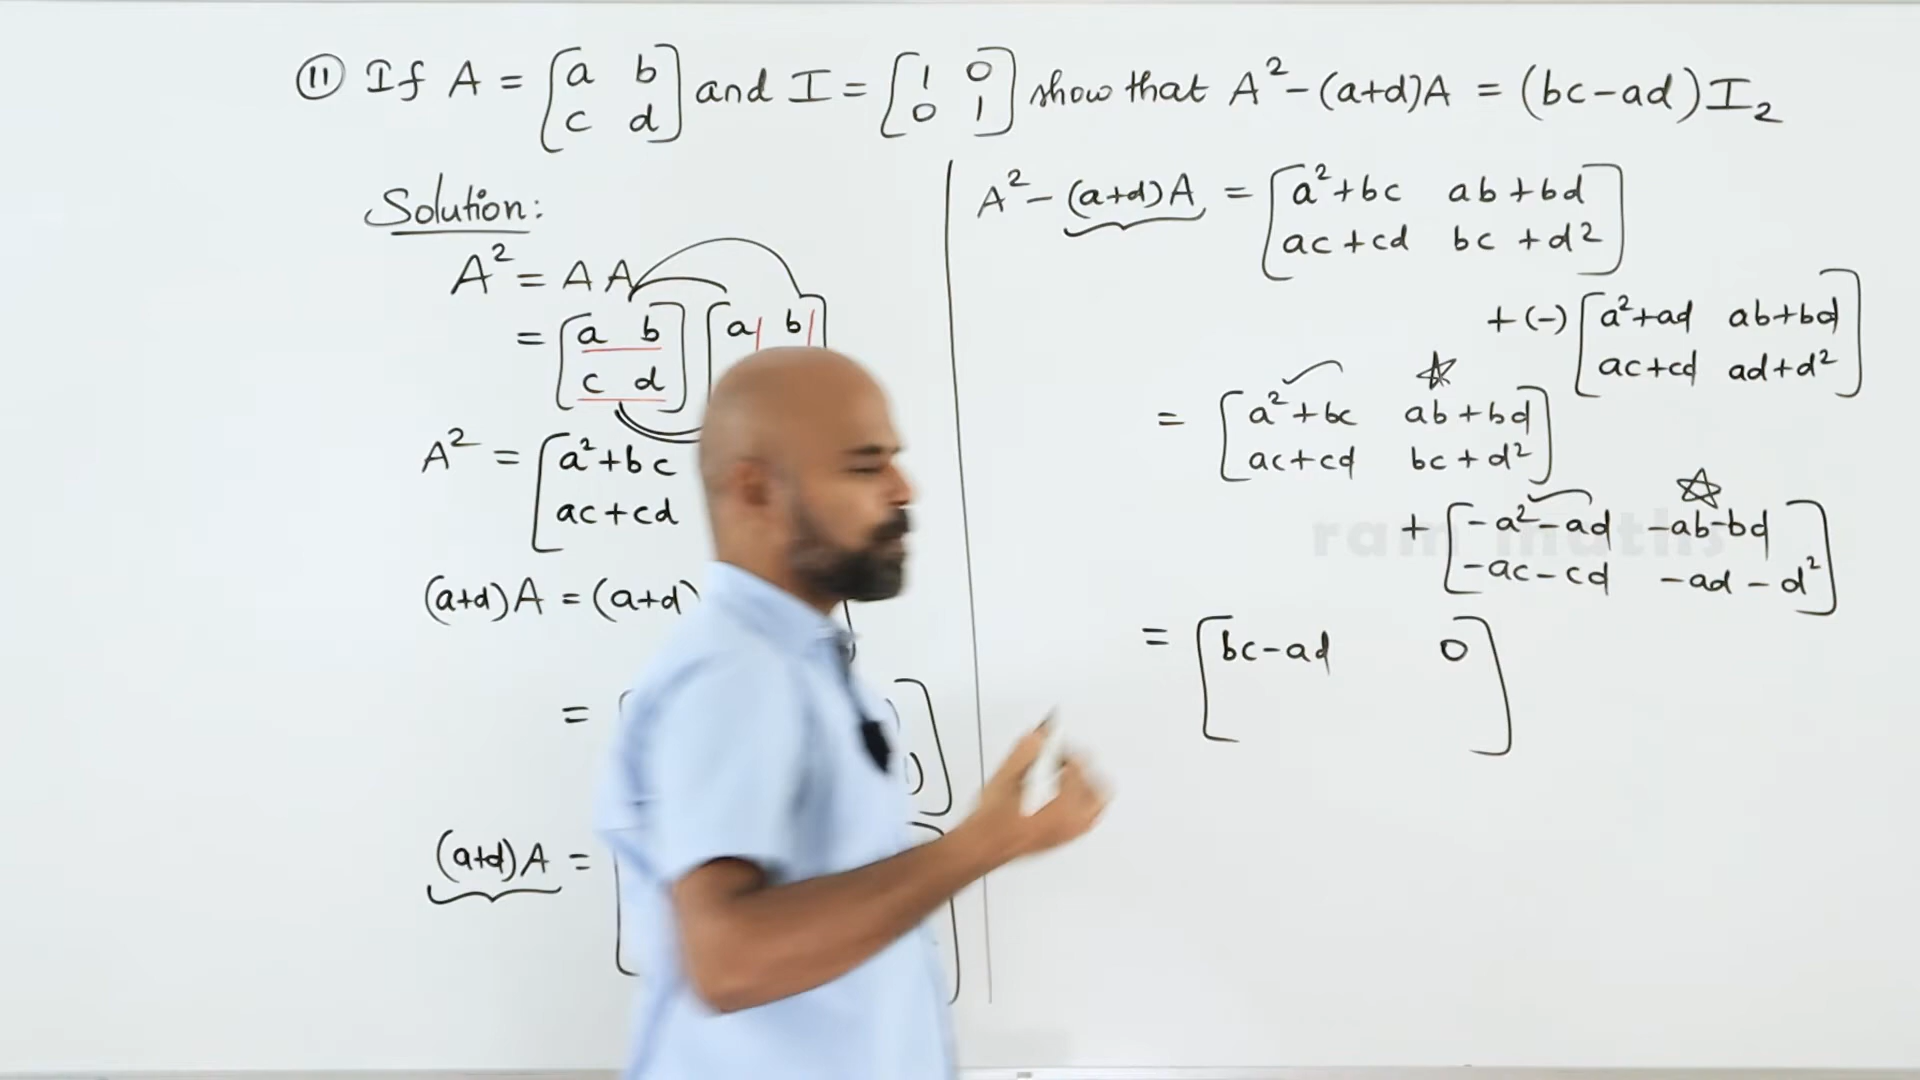 ⑪ If A = [a b] and I = [1 0] show that A²-(a+d)A = (bc-ad)I₂
[c d] [0 1]
Solution:
A² = A A
= [a b] [a b]
[c d]
A² = [a²+bc
ac+cd
(a+d)A = (a+d)
=
(a+d)A =
A²-(a+d)A = [a²+bc ab+bd]
[ac+cd bc+d²]
+(-) [a²+ad ab+bd]
[ac+cd ad+d²]
= [a²+bc ab+bd]
[ac+cd bc+d²]
+ [-a²-ad -ab-bd]
[-ac-cd -ad-d²]
= [bc-ad 0]
ram maths